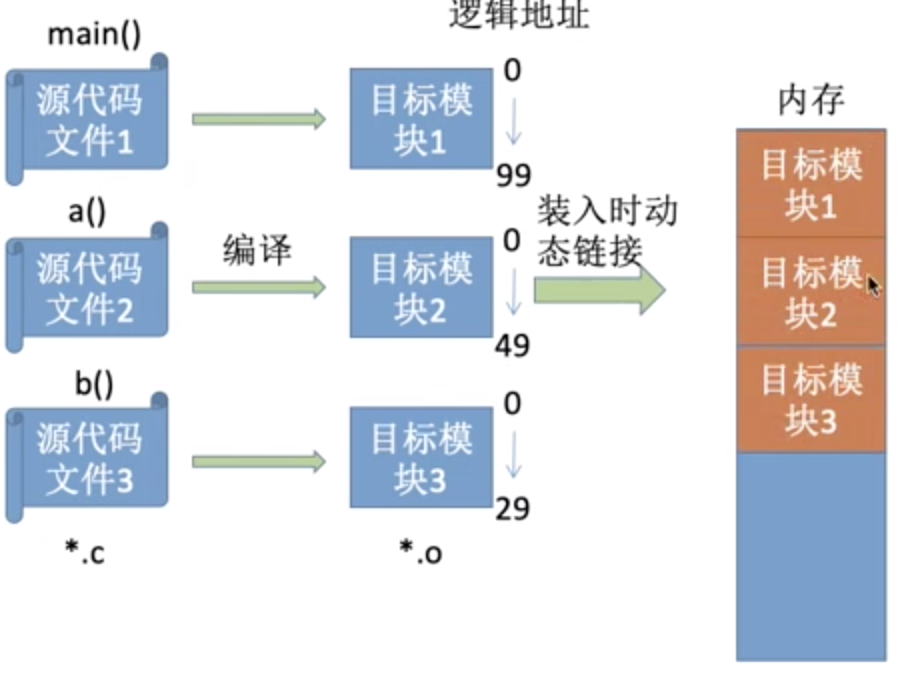 逻辑地址
main()
源代码
文件1
目标模
块1
0
99
内存
目标模
块1
a()
源代码
文件2
编译
目标模
块2
0
49
装入时动
态链接
目标模
块2
b()
源代码
文件3
目标模
块3
0
29
目标模
块3
*.c
*.o